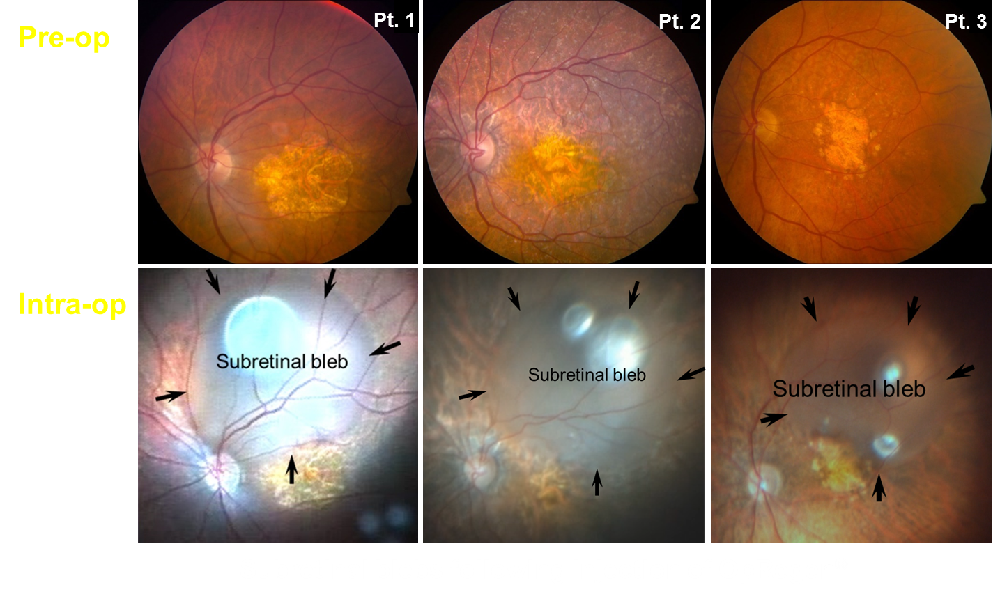 Pre-op
Pt. 1
Pt. 2
Pt. 3
Intra-op
Subretinal bleb
Subretinal bleb
Subretinal bleb